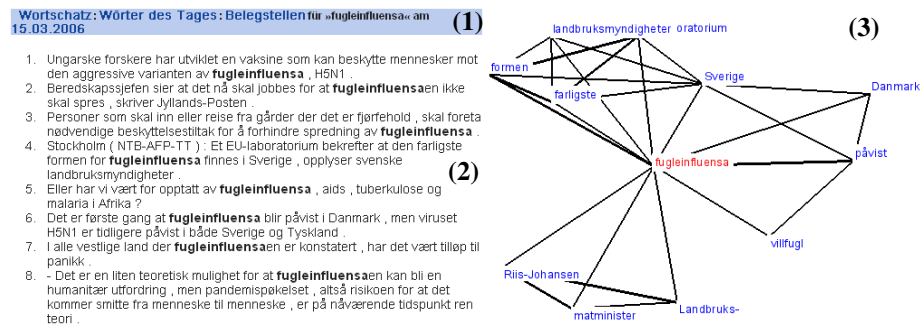 Wortschatz: Wörter des Tages: Belegstellen für »fugleinfluensa« am
15.03.2006
(1)
1. Ungarske forskere har utviklet en vaksine som kan beskytte mennesker mot
den aggressive varianten av fugleinfluensa , H5N1 .
2. Beredskapssjefen sier at det nå skal jobbes for at fugleinfluensaen ikke
skal spres , skriver Jyllands-Posten .
3. Personer som skal inn eller reise fra gårder der det er fjørfehold , skal foreta
nødvendige beskyttelsestiltak for å forhindre spredning av fugleinfluensa .
4. Stockholm ( NTB-AFP-TT ) : Et EU-laboratorium bekrefter at den farligste
formen for fugleinfluensa finnes i Sverige , opplyser svenske
landbruksmyndigheter .
(2)
5. Eller har vi vært for opptatt av fugleinfluensa , aids , tuberkulose og
malaria i Afrika ?
6. Det er første gang at fugleinfluensa blir påvist i Danmark , men viruset
H5N1 er tidligere påvist i både Sverige og Tyskland .
7. I alle vestlige land der fugleinfluensaen er konstatert , har det vært tilløp til
panikk .
8. - Det er en liten teoretisk mulighet for at fugleinfluensaen kan bli en
humanitær utfordring , men pandemispøkelset , altså risikoen for at det
kommer smitte fra menneske til menneske , er på nåværende tidspunkt ren
teori .
(3)
landbruksmyndigheter oratorium
formen
Sverige
farligste
Danmark
påvist
fugleinfluensa
villfugl
Riis-Johansen
Landbruks-
matminister